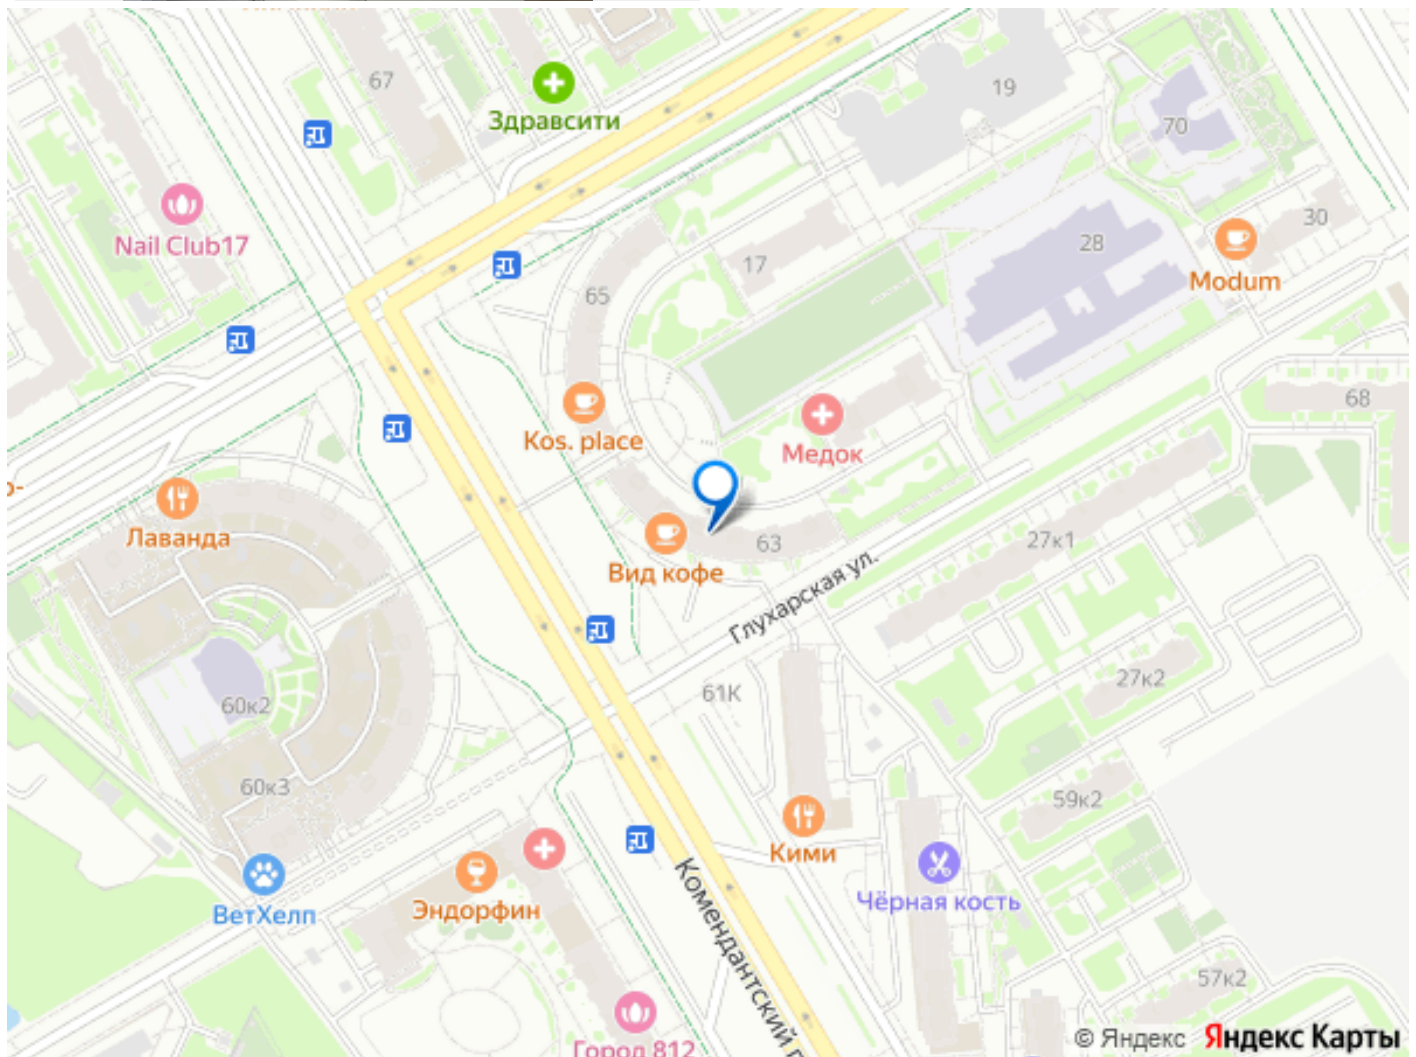 67
Здравсити
19
70
Nail Club17
30
28
Modum
17
65
68
Kos. place
Медок
Лаванда
63
27к1
Вид кофе
Глухарская ул.
27к2
61К
60к2
60к3
59к2
Кими
Комендантский п
Чёрная кость
ВетХелп
Эндорфин
57к2
Город 812
© Яндекс Яндекс Карты